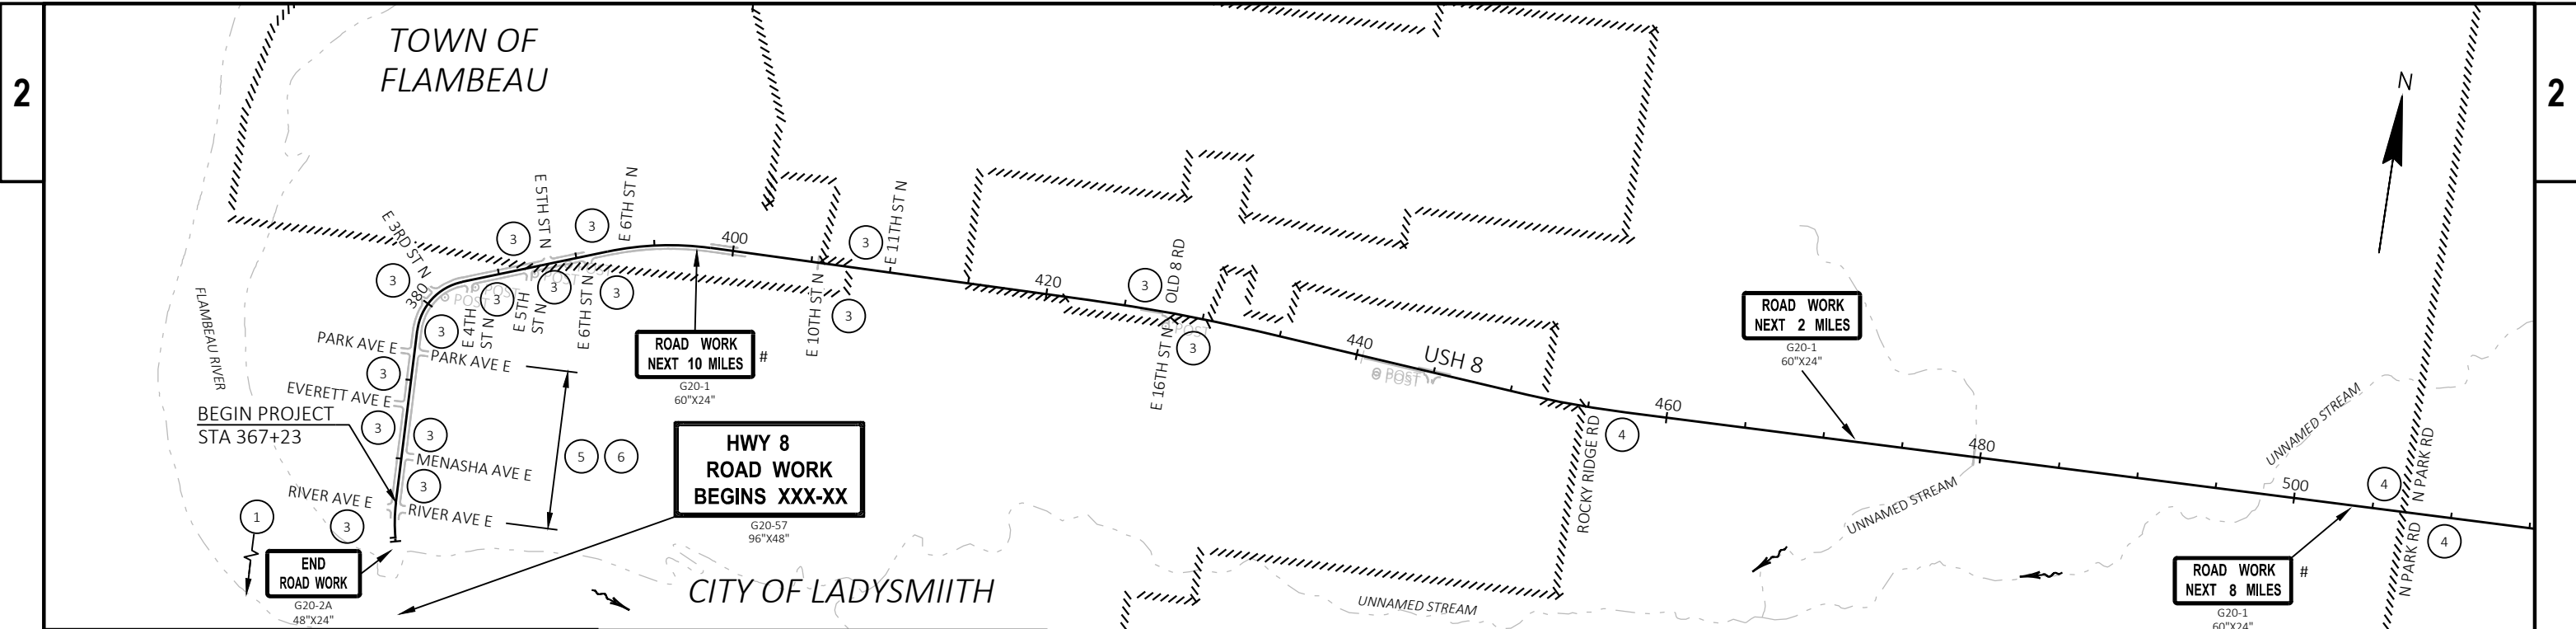 TOWN OF
FLAMBEAU
2
2
N
E 3RD ST N
E 5TH ST N
E 6TH ST N
3
3
3
400
3
E 11TH ST N
380
POST
POST
POST
3
3
3
E 4TH
ST N
E 5TH
ST N
E 6TH ST N
E 10TH ST N
3
420
3
OLD 8 RD
POST
E 16TH ST N
3
FLAMBEAU RIVER
3
PARK AVE E
PARK AVE E
3
EVERETT AVE E
ROAD WORK
NEXT 10 MILES
#
G20-1
60"X24"
440
USH 8
POST
POST
ROAD WORK
NEXT 2 MILES
G20-1
60"X24"
BEGIN PROJECT
STA 367+23
3
3
MENASHA AVE E
5
6
HWY 8
ROAD WORK
BEGINS XXX-XX
G20-57
96"X48"
460
4
ROCKY RIDGE RD
480
UNNAMED STREAM
UNNAMED STREAM
500
4
N PARK RD
N PARK RD
4
3
RIVER AVE E
RIVER AVE E
1
3
END
ROAD WORK
G20-2A
48"X24"
CITY OF LADYSMIITH
UNNAMED STREAM
ROAD WORK
NEXT 8 MILES
#
G20-1
60"X24"